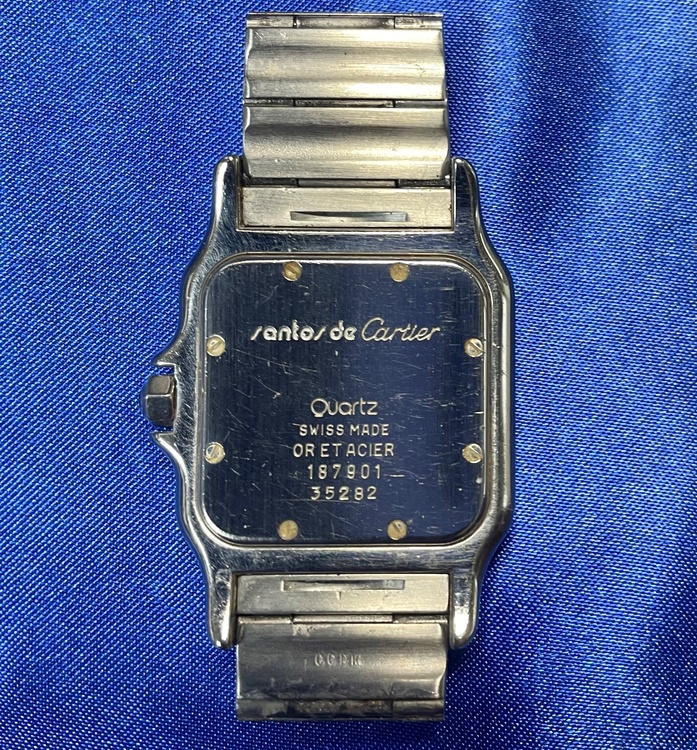 santos de Cartier
Quartz
SWISS MADE
OR ET ACIER
187901
35282